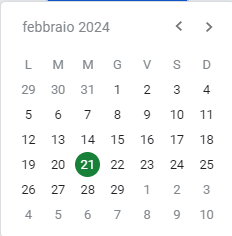 febbraio 2024
L M M G V S D
29 30 31 1 2 3 4
5 6 7 8 9 10 11
12 13 14 15 16 17 18
19 20 21 22 23 24 25
26 27 28 29 1 2 3
4 5 6 7 8 9 10